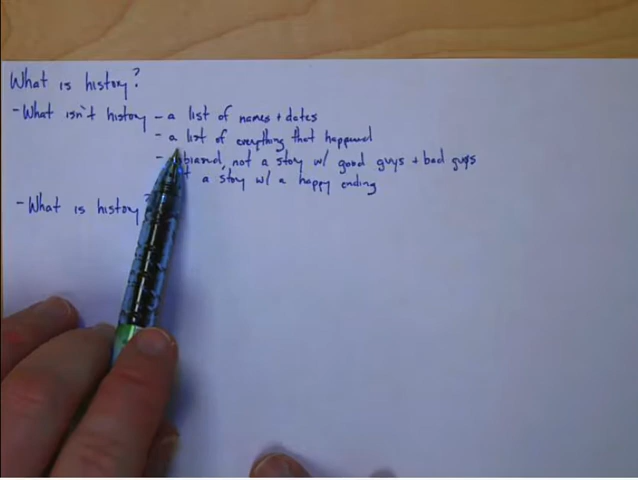 What is history?
- What isn't history - a list of names + dates
- a list of everything that happened
- not a story w/ good guys + bad guys
a story w/ a happy ending
- What is history